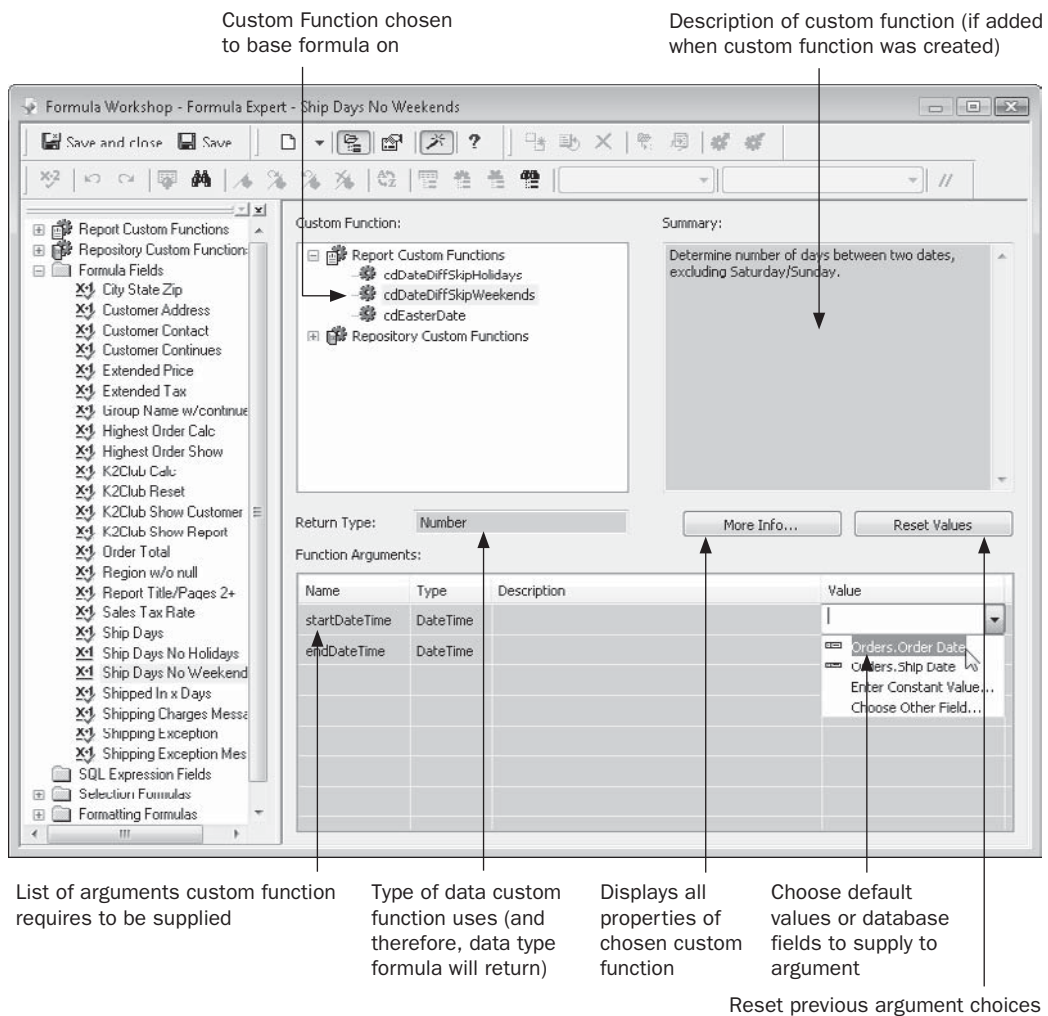 Custom Function chosen
to base formula on
Description of custom function (if added
when custom function was created)
Formula Workshop - Formula Expert - Ship Days No Weekends
Save and close
Save
Report Custom Functions
Repository Custom Function
Formula Fields
City State Zip
Customer Address
Customer Contact
Customer Continues
Extended Price
Extended Tax
Group Name w/continue
Highest Order Calc
Highest Order Show
K2Club Calc
K2Club Reset
K2Club Show Customer
K2Club Show Report
Order Total
Region w/o null
Report Title/Pages 2+
Sales Tax Rate
Ship Days
Ship Days No Holidays
Ship Days No Weekend
Shipped In x Days
Shipping Charges Messa
Shipping Exception
Shipping Exception Mes
SQL Expression Fields
Selection Formulas
Formatting Formulas
Custom Function:
Report Custom Functions
cdDateDiffSkipHolidays
cdDateDiffSkipWeekends
cdEasterDate
Repository Custom Functions
Summary:
Determine number of days between two dates,
excluding Saturday/Sunday.
Return Type:
Number
More Info...
Reset Values
Function Arguments:
Name Type Description Value
startDateTime DateTime
endDateTime DateTime
Orders.Order Date
Orders.Ship Date
Enter Constant Value...
Choose Other Field...
List of arguments custom function
requires to be supplied
Type of data custom
function uses (and
therefore, data type
formula will return)
Displays all
properties of
chosen custom
function
Choose default
values or database
fields to supply to
argument
Reset previous argument choices